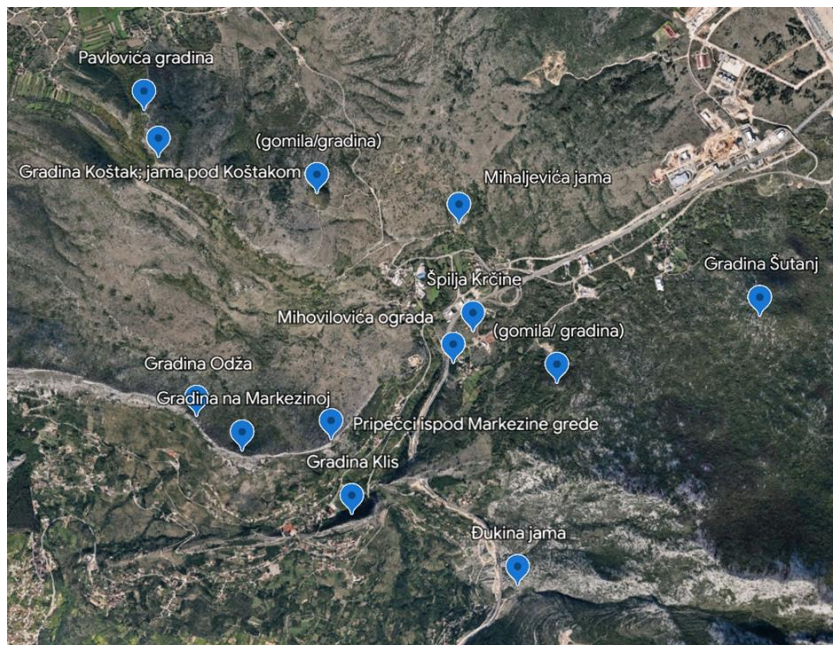 Pavlovića gradina
(gomila/gradina)
Gradina Koštak; jama pod Koštakom
Mihaljevića jama
Gradina Šutanj
Špilja Krčine
Mihovilovića ograda
(gomila/ gradina)
Gradina Odža
Gradina na Markezinoj
Pripećci ispod Markezine grede
Gradina Klis
Đukina jama